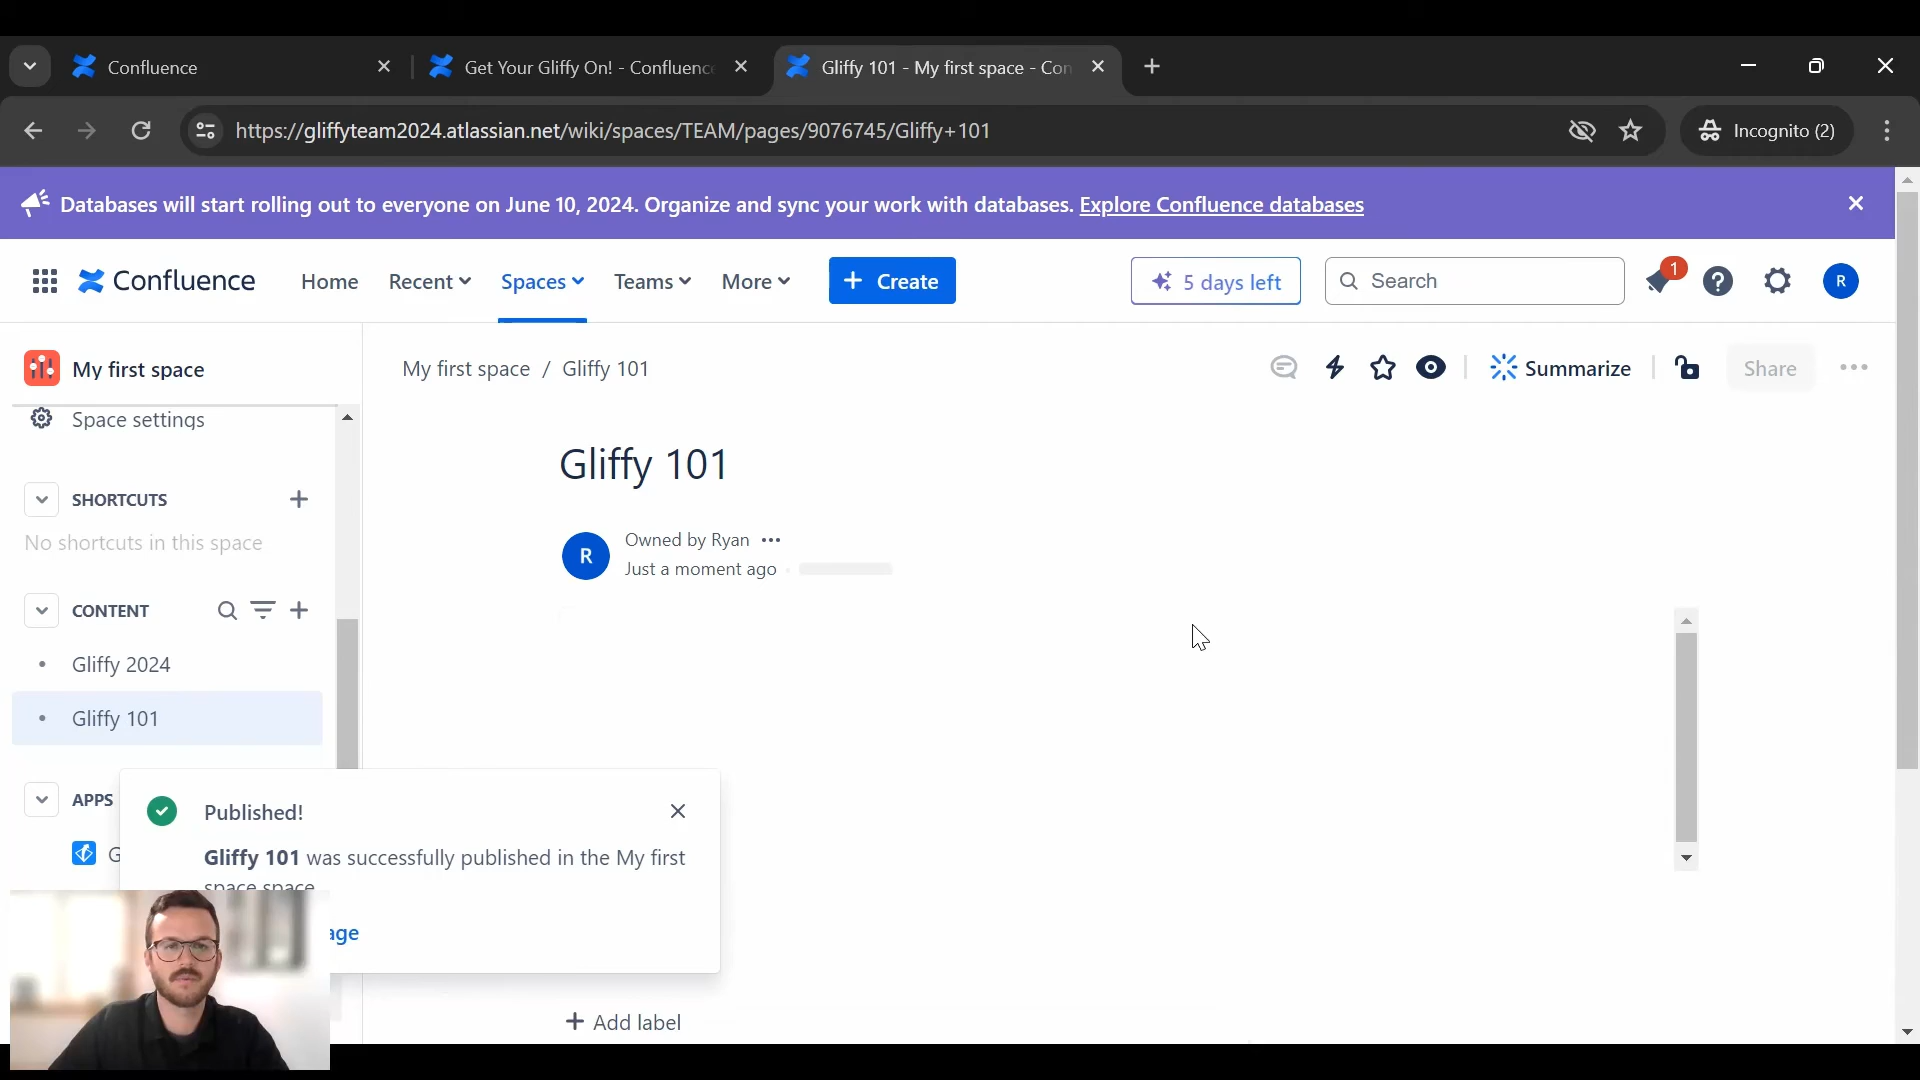 Confluence
Get Your Gliffy On! - Confluenc
Gliffy 101 - My first space - Con
https://gliffyteam2024.atlassian.net/wiki/spaces/TEAM/pages/9076745/Gliffy+101
Incognito (2)
Databases will start rolling out to everyone on June 10, 2024. Organize and sync your work with databases. Explore Confluence databases
Confluence Home Recent Spaces Teams More + Create 5 days left Search 1 R
My first space
My first space / Gliffy 101
Summarize Share
Space settings
Gliffy 101
SHORTCUTS
No shortcuts in this space
R
Owned by Ryan
Just a moment ago
CONTENT
• Gliffy 2024
• Gliffy 101
APPS
G
Published!
Gliffy 101 was successfully published in the My first
space space
age
+ Add label